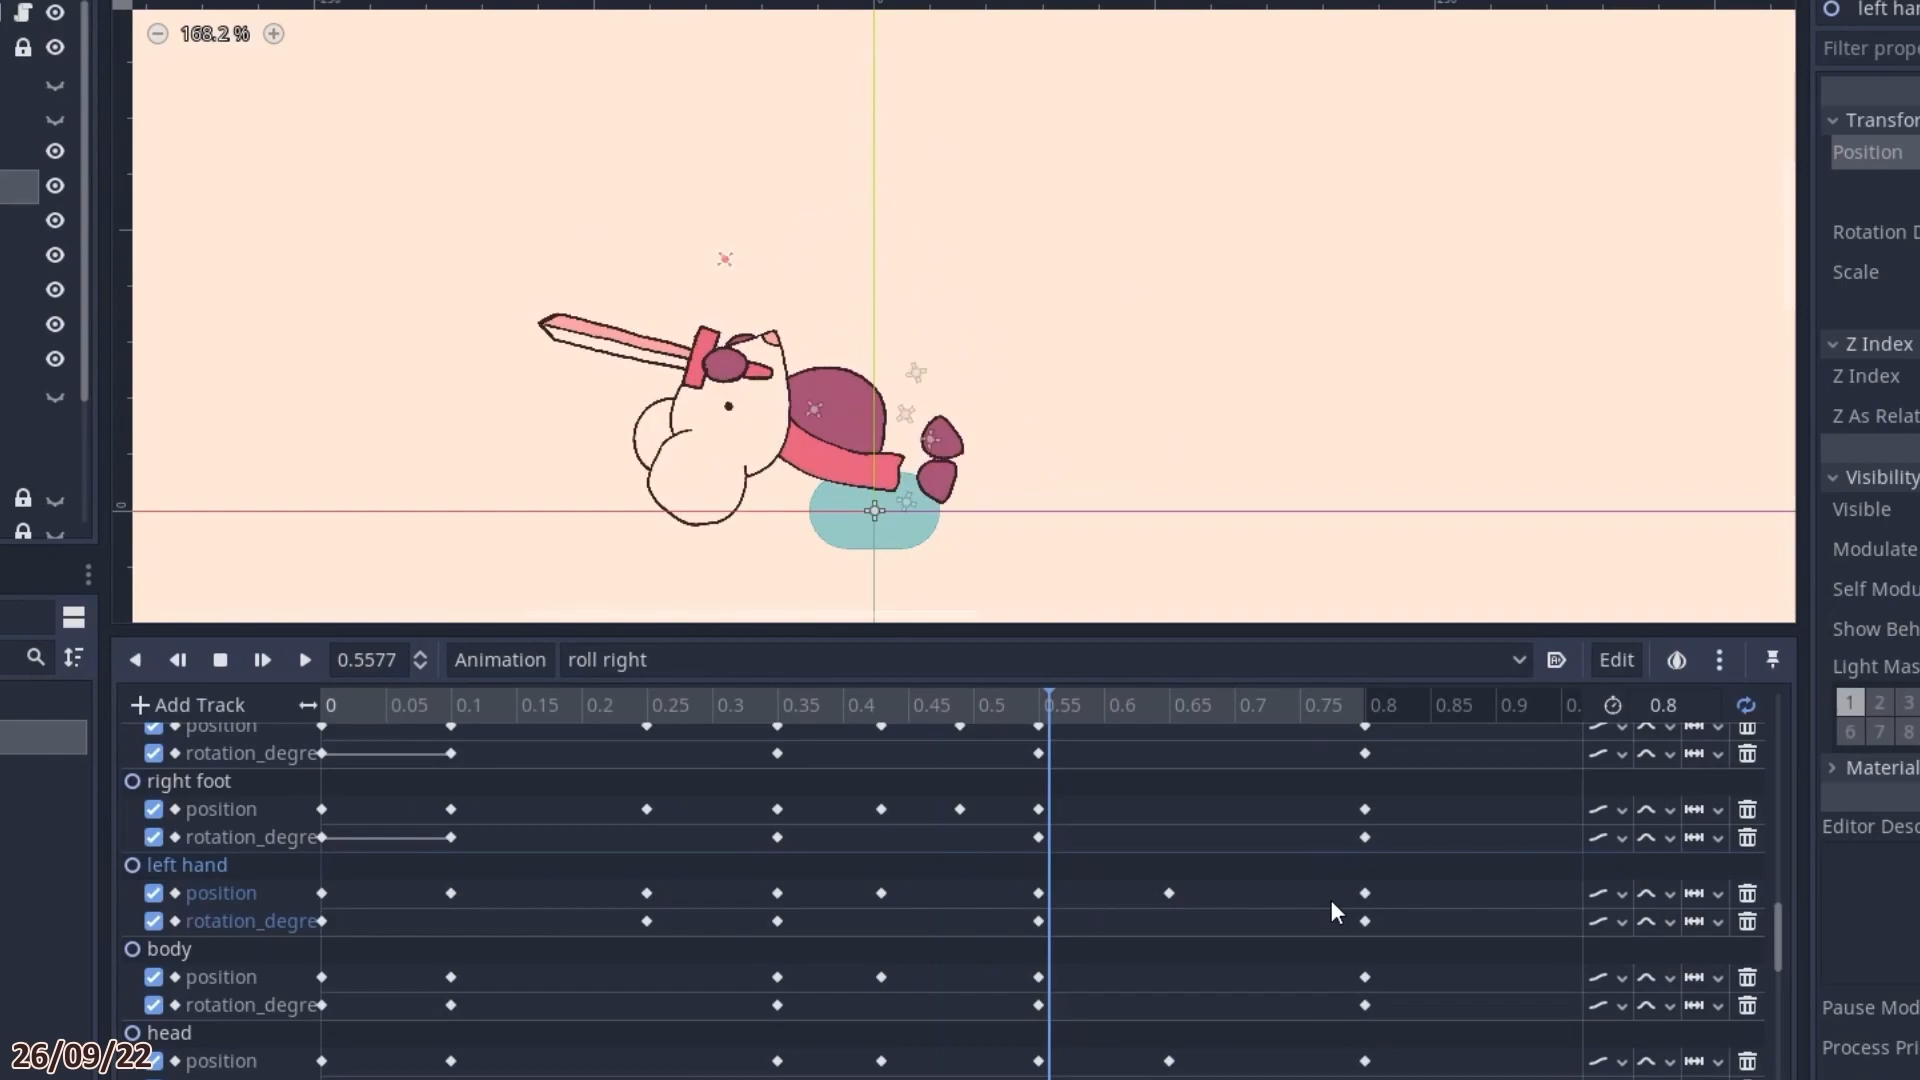 168.2 %
0
0
left han
Filter prope
Transfor
Position
Rotation D
Scale
Z Index
Z Index
Z As Relat
Visibility
Visible
Modulate
Self Modu
Show Beh
Light Mas
1 2 3
6 7 8
Material
Editor Desc
Pause Mod
Process Pri
0.5577 Animation roll right Edit
Add Track 0 0.05 0.1 0.15 0.2 0.25 0.3 0.35 0.4 0.45 0.5 0.55 0.6 0.65 0.7 0.75 0.8 0.85 0.9 0. 0.8
position
rotation_degre
right foot
position
rotation_degre
left hand
position
rotation_degre
body
position
rotation_degre
head
position
26/09/22